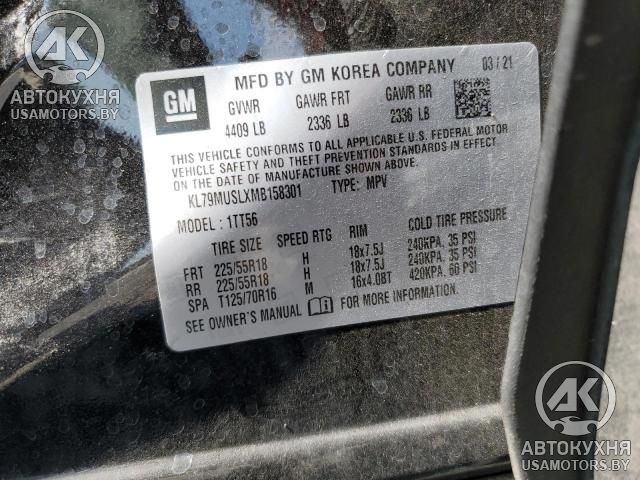 MFD BY GM KOREA COMPANY 03/21
GM
GVWR GAWR FRT GAWR RR
4409 LB 2336 LB 2336 LB
THIS VEHICLE CONFORMS TO ALL APPLICABLE U.S. FEDERAL MOTOR
VEHICLE SAFETY AND THEFT PREVENTION STANDARDS IN EFFECT
ON THE DATE OF MANUFACTURE SHOWN ABOVE.
KL79MUSLXMB158301 TYPE: MPV
MODEL: 1TT56
TIRE SIZE SPEED RTG RIM COLD TIRE PRESSURE
FRT 225/55R18 H 18x7.5J 240KPA, 35 PSI
RR 225/55R18 H 18x7.5J 240KPA, 35 PSI
SPA T125/70R16 M 16x4.0BT 420KPA, 60 PSI
SEE OWNER'S MANUAL FOR MORE INFORMATION.
АК
АВТОКУХНЯ
USAMOTORS.BY
АК
АВТОКУХНЯ
USAMOTORS.BY